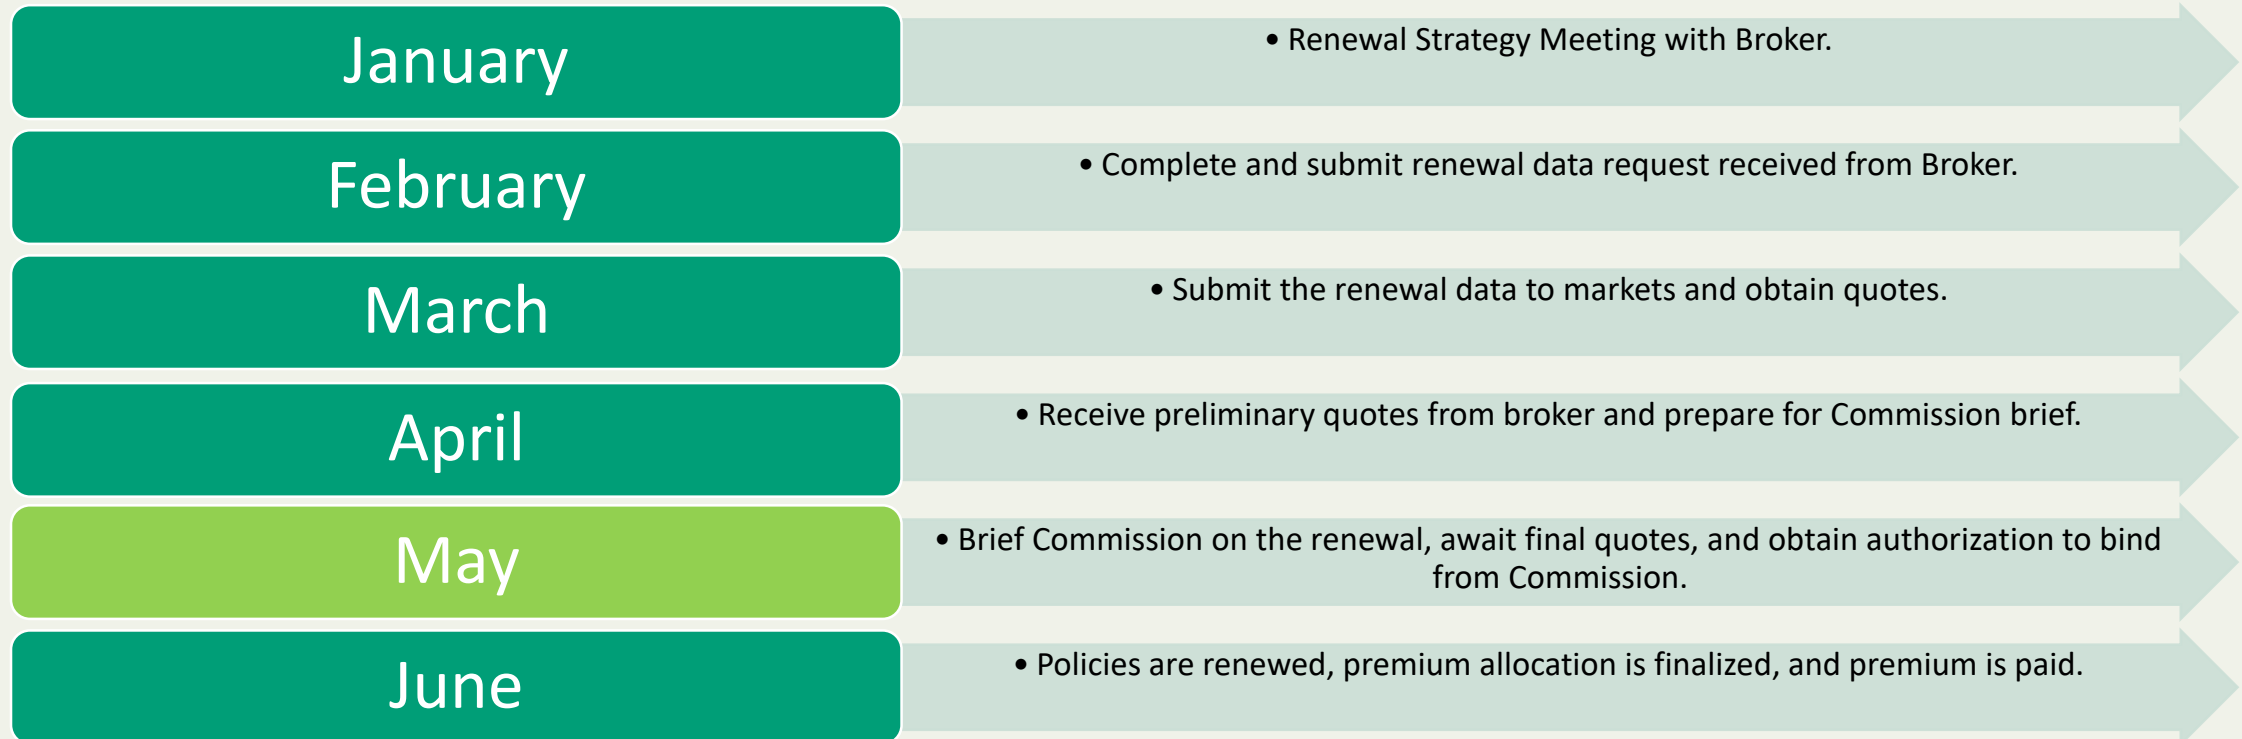 January
• Renewal Strategy Meeting with Broker.
February
• Complete and submit renewal data request received from Broker.
March
• Submit the renewal data to markets and obtain quotes.
April
• Receive preliminary quotes from broker and prepare for Commission brief.
May
• Brief Commission on the renewal, await final quotes, and obtain authorization to bind
from Commission.
June
• Policies are renewed, premium allocation is finalized, and premium is paid.